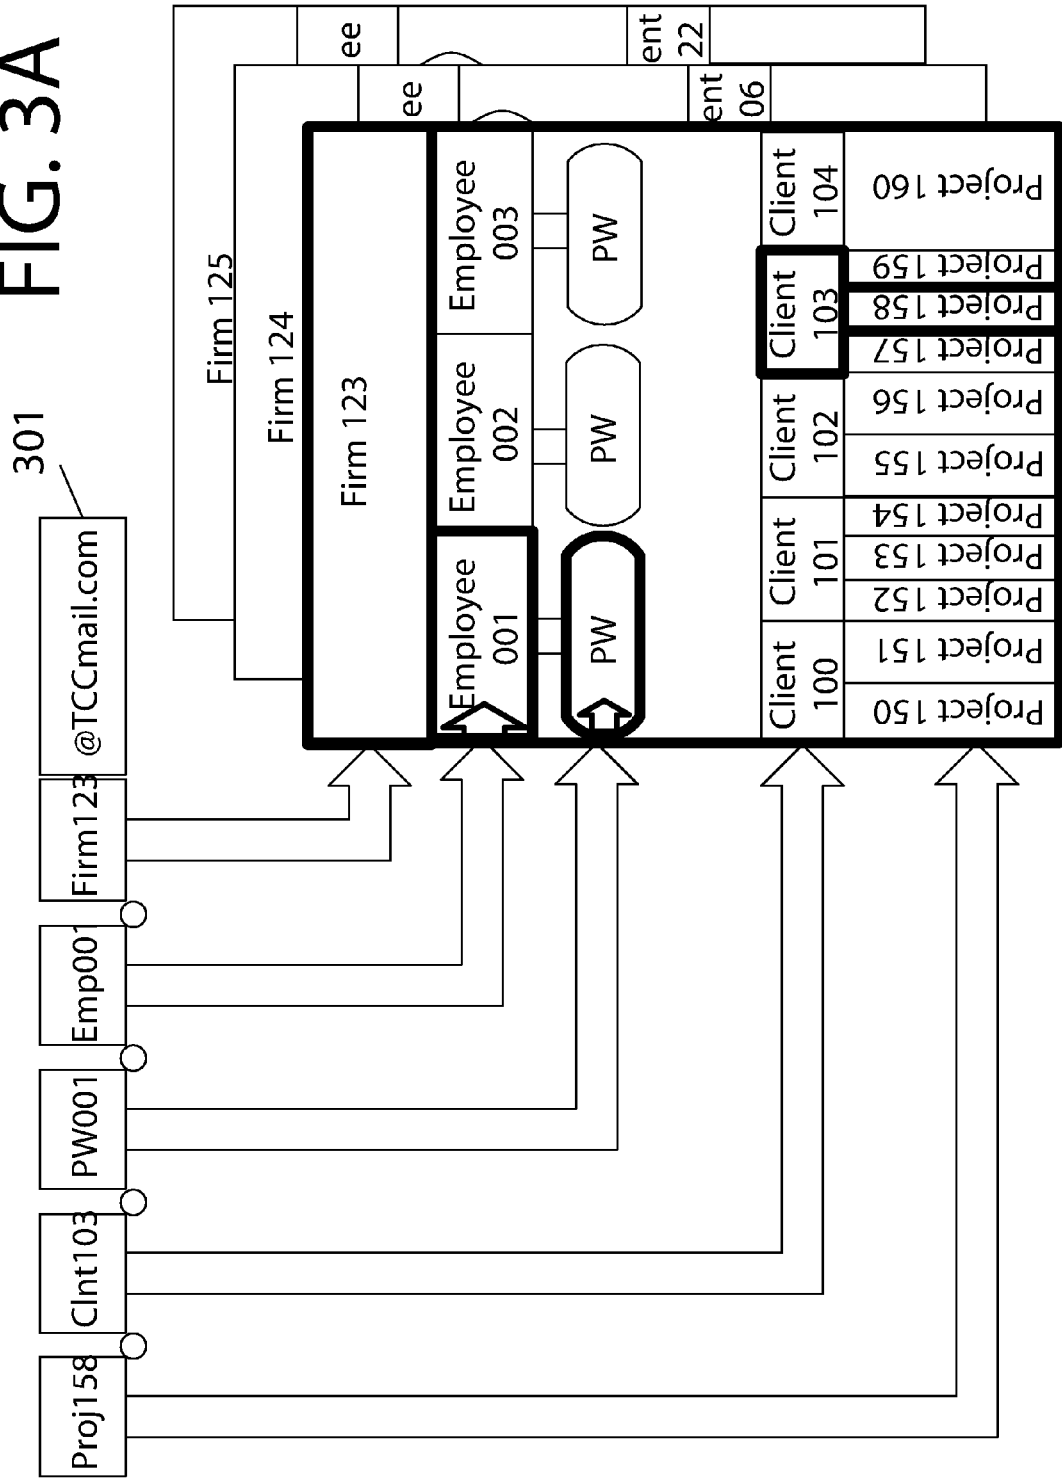 FIG. 3A
301
Proj158
Clnt103
PW001
Emp001
Firm123
@TCCmail.com
Firm 125
Firm 124
Firm 123
ee
ee
Employee
001
Employee
002
Employee
003
PW
PW
PW
ent
22
ent
06
Client
100
Client
101
Client
102
Client
103
Client
104
Project 150
Project 151
Project 152
Project 153
Project 154
Project 155
Project 156
Project 157
Project 158
Project 159
Project 160